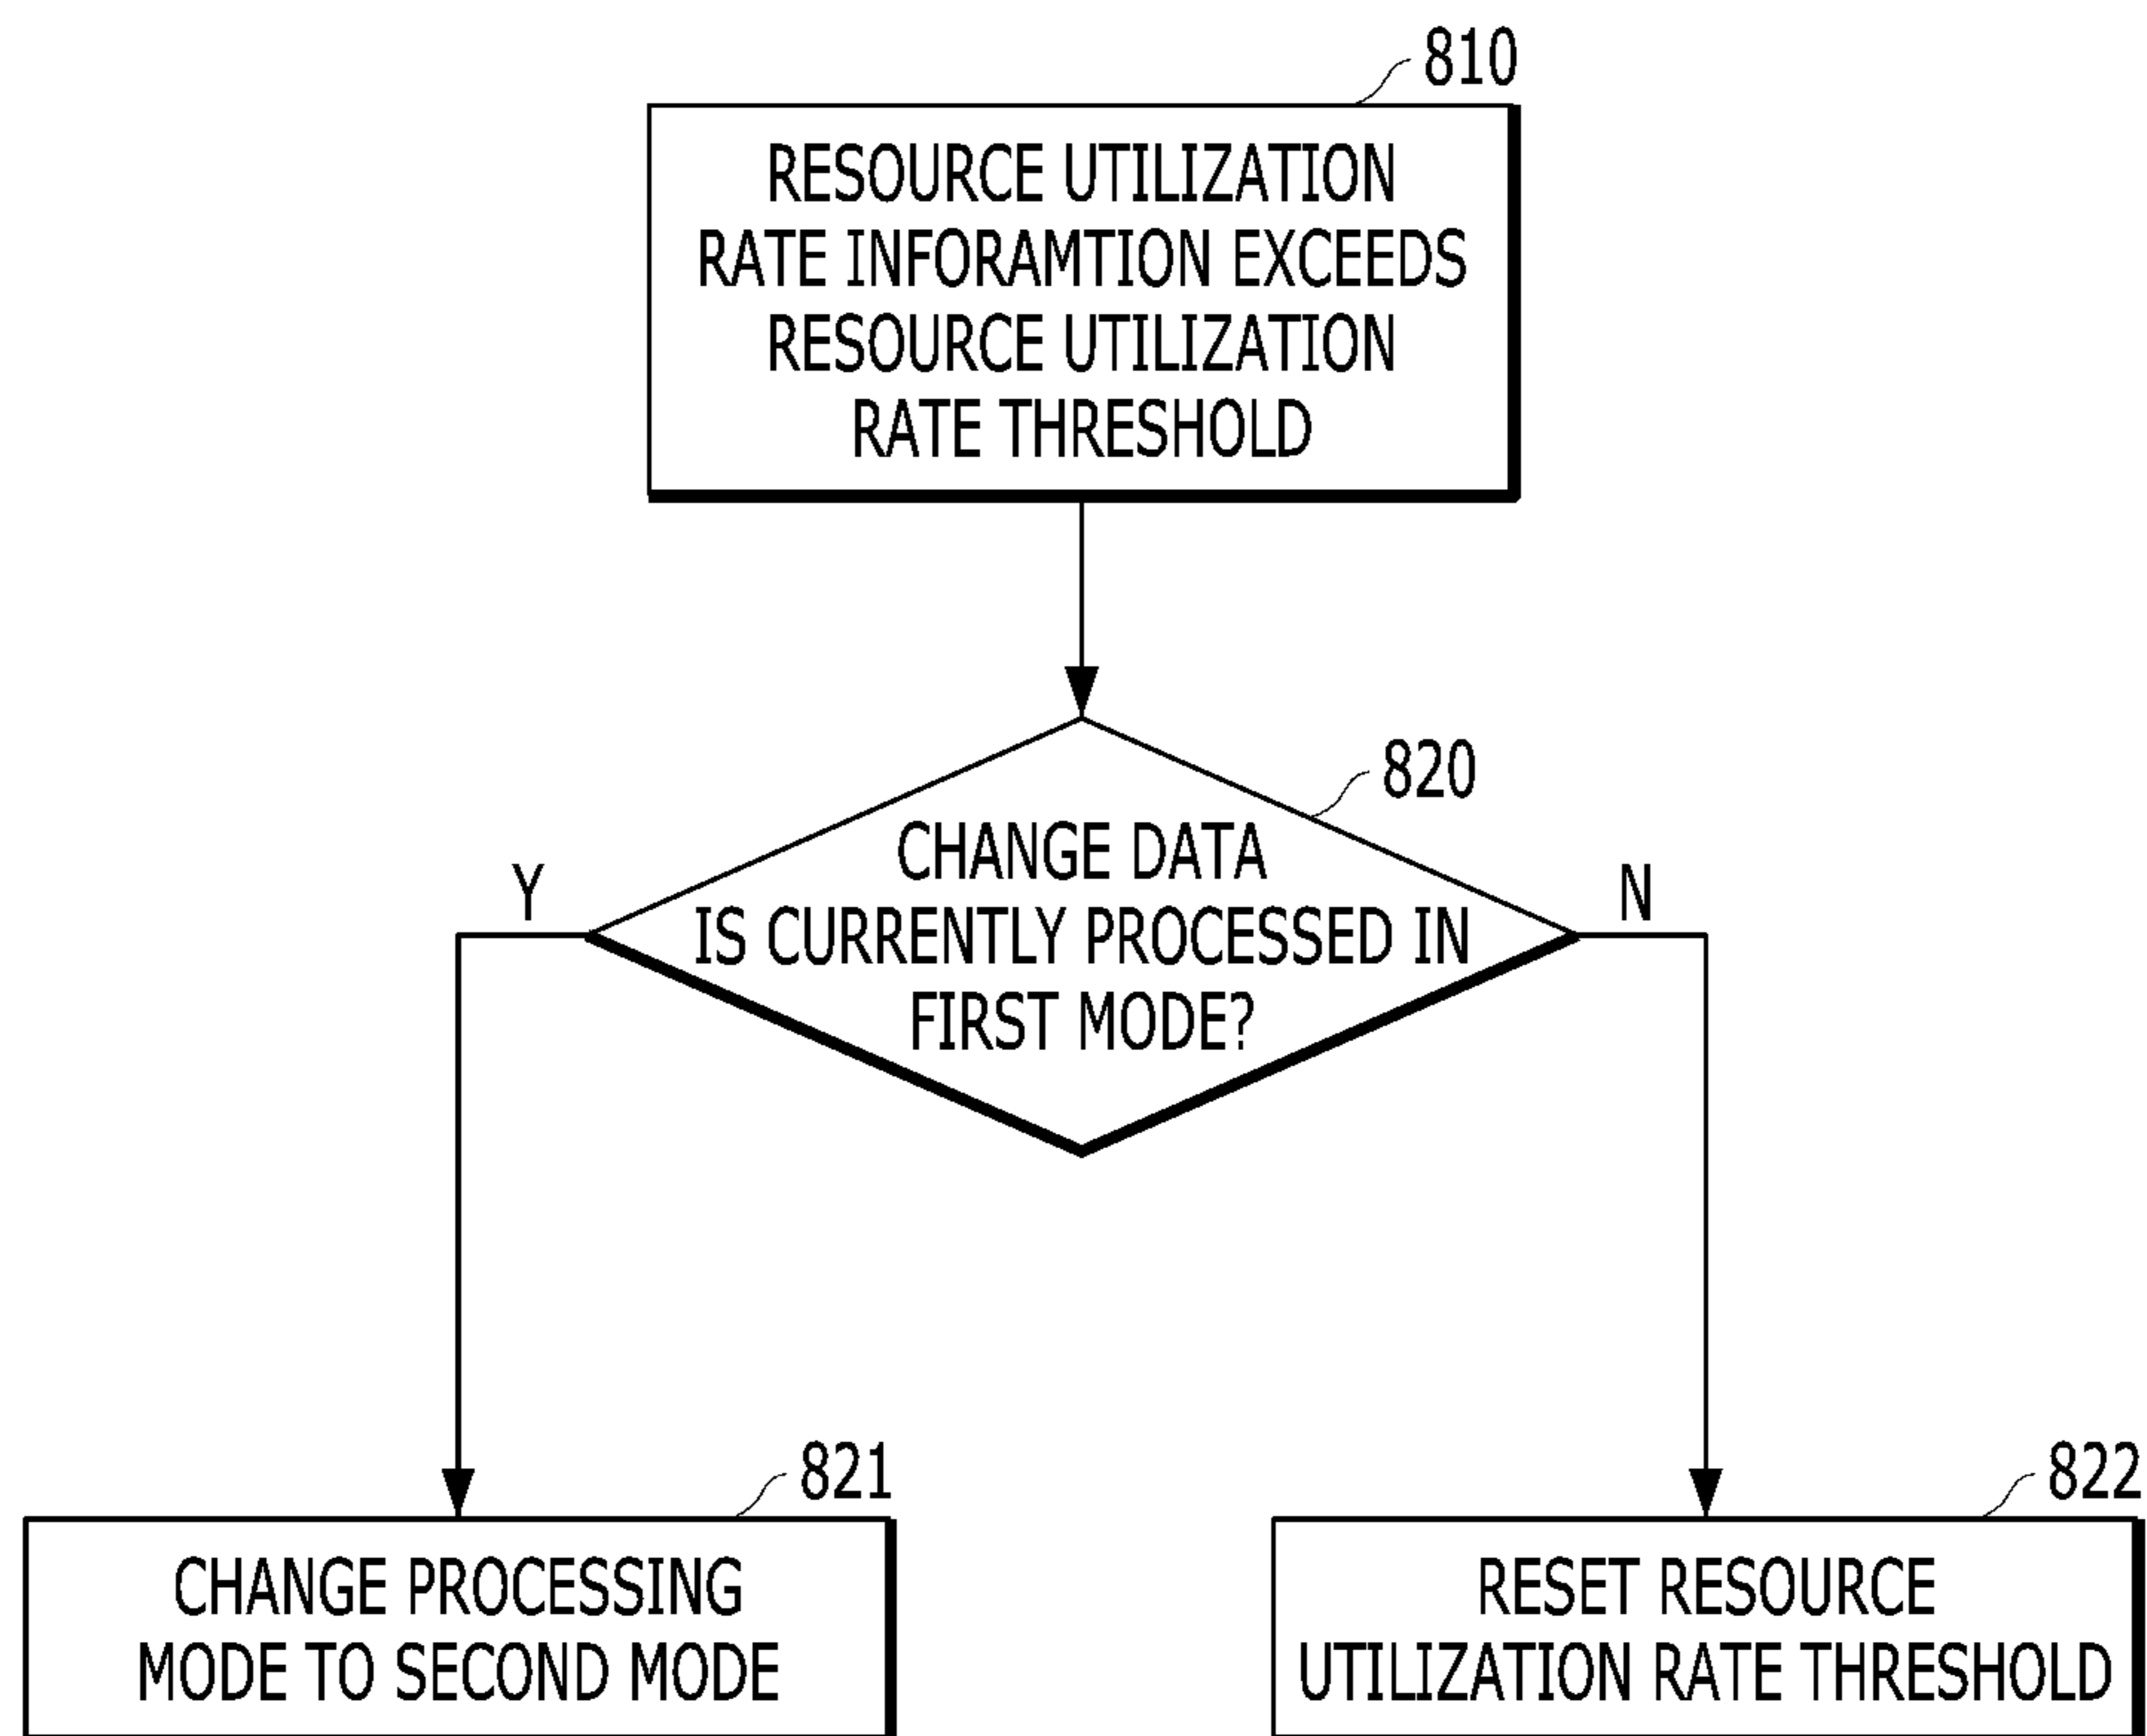 810
RESOURCE UTILIZATION
RATE INFORAMTION EXCEEDS
RESOURCE UTILIZATION
RATE THRESHOLD
820
CHANGE DATA
IS CURRENTLY PROCESSED IN
FIRST MODE?
Y
N
821
CHANGE PROCESSING
MODE TO SECOND MODE
822
RESET RESOURCE
UTILIZATION RATE THRESHOLD